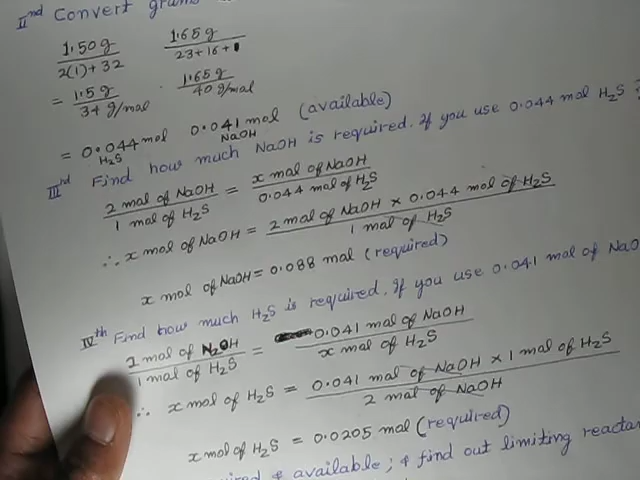 IInd Convert grams
1.50 g / 2(1)+32    1.65 g / 23+16+1
= 1.5 g / 34 g/mol · 1.65 g / 40 g/mol
= 0.044 mol H₂S 0.041 mol NaOH (available)
IIIrd Find how much NaOH is required, if you use 0.044 mol H₂S ?
2 mol of NaOH / 1 mol of H₂S = x mol of NaOH / 0.044 mol of H₂S
∴ x mol of NaOH = 2 mol of NaOH × 0.044 mol of H₂S / 1 mol of H₂S
x mol of NaOH = 0.088 mol (required)
IVth Find how much H₂S is required, if you use 0.041 mol of NaO
2 mol of NaOH / 1 mol of H₂S = 0.041 mol of NaOH / x mol of H₂S
∴ x mol of H₂S = 0.041 mol of NaOH × 1 mol of H₂S / 2 mol of NaOH
x mol of H₂S = 0.0205 mol (required)
& available; & find out limiting reacta